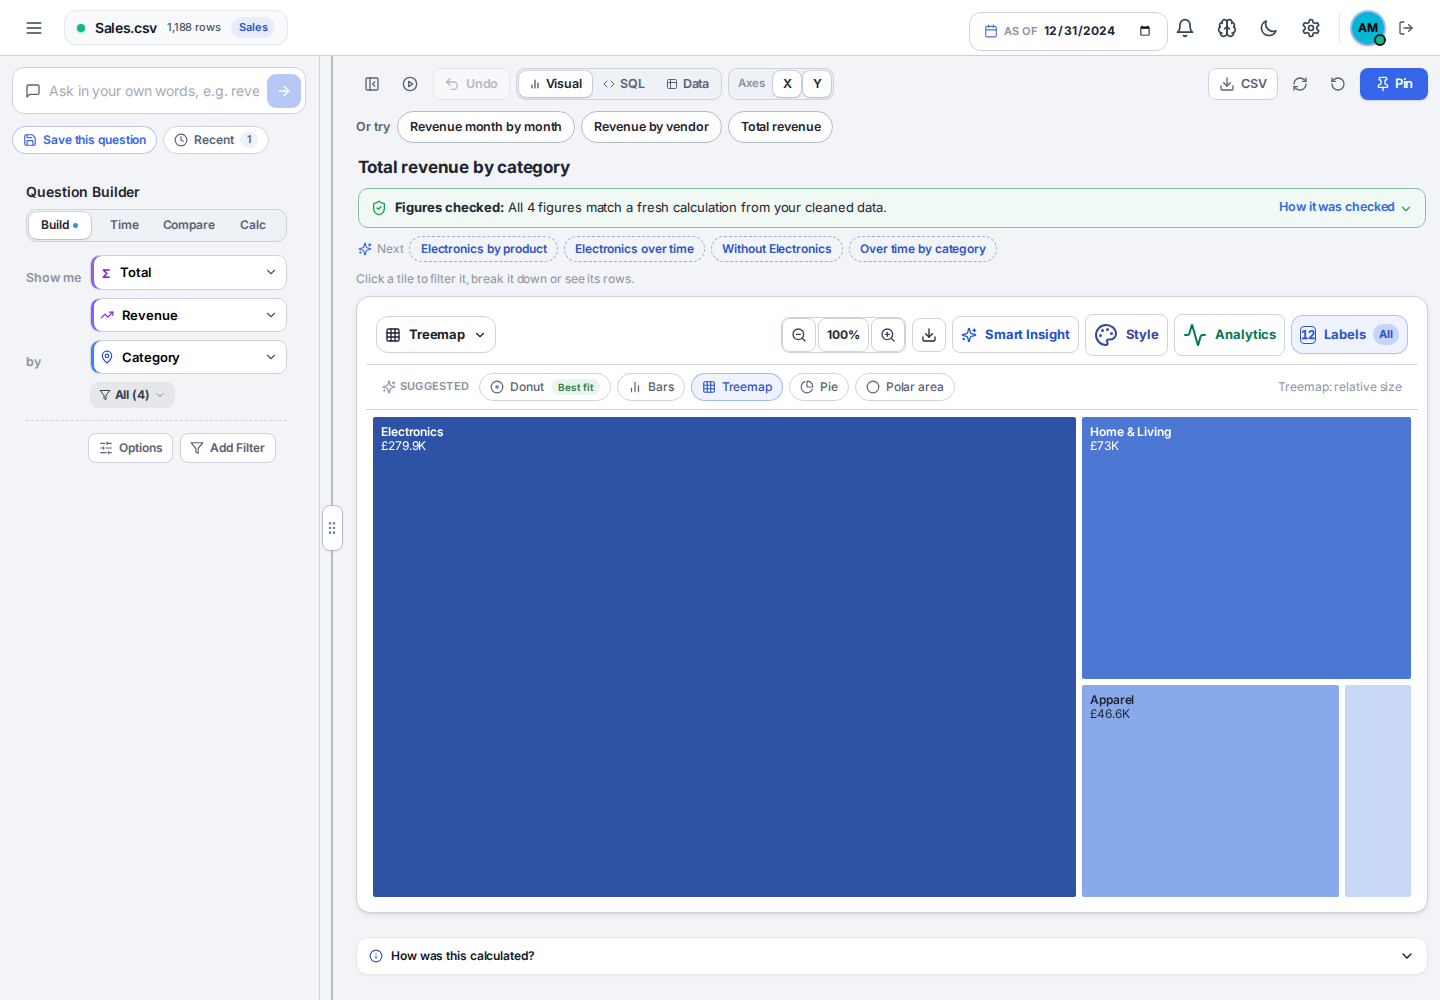 Sales.csv 1,188 rows Sales
AS OF 12/31/2024
AM
Ask in your own words, e.g. reve
Save this question
Recent 1
Question Builder
Build Time Compare Calc
Show me Σ Total
Revenue
by Category
All (4)
Options Add Filter
Undo Visual SQL Data Axes X Y CSV Pin
Or try Revenue month by month Revenue by vendor Total revenue
Total revenue by category
Figures checked: All 4 figures match a fresh calculation from your cleaned data. How it was checked
Next Electronics by product Electronics over time Without Electronics Over time by category
Click a tile to filter it, break it down or see its rows.
Treemap 100% Smart Insight Style Analytics 12 Labels All
SUGGESTED Donut Best fit Bars Treemap Pie Polar area Treemap: relative size
Electronics
£279.9K
Home & Living
£73K
Apparel
£46.6K
How was this calculated?